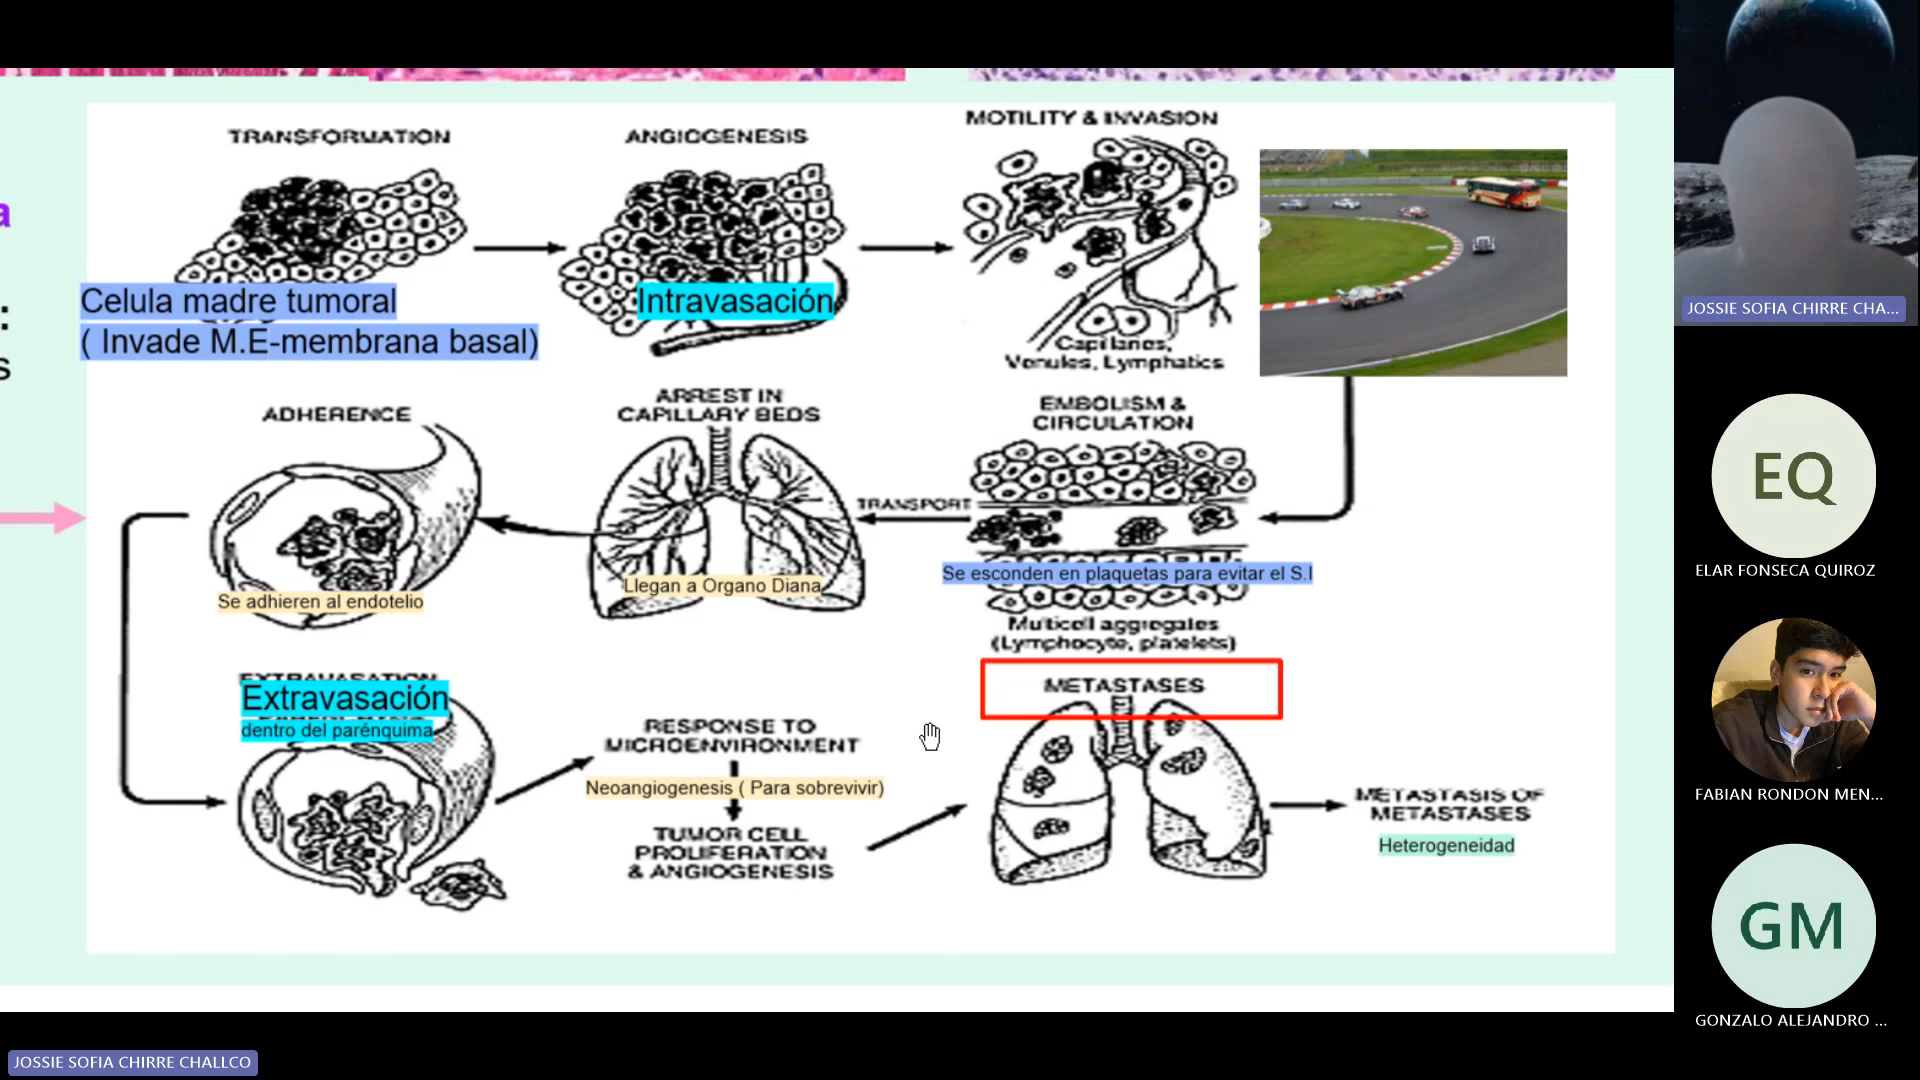 TRANSFORMATION
ANGIOGENESIS
MOTILITY & INVASION
a
:
s
Celula madre tumoral
( Invade M.E-membrana basal)
Intravasación
Capillaries,
Venules, Lymphatics
ADHERENCE
ARREST IN
CAPILLARY BEDS
EMBOLISM &
CIRCULATION
TRANSPORT
Se adhieren al endotelio
Llegan a Organo Diana
Se esconden en plaquetas para evitar el S.I
Multicell aggregates
(Lymphocyte, platelets)
EXTRAVASATION
Extravasación
dentro del parénquima
RESPONSE TO
MICROENVIRONMENT
Neoangiogenesis ( Para sobrevivir)
TUMOR CELL
PROLIFERATION
& ANGIOGENESIS
METASTASES
METASTASIS OF
METASTASES
Heterogeneidad
JOSSIE SOFIA CHIRRE CHA...
EQ
ELAR FONSECA QUIROZ
FABIAN RONDON MEN...
GM
GONZALO ALEJANDRO ...
JOSSIE SOFIA CHIRRE CHALLCO